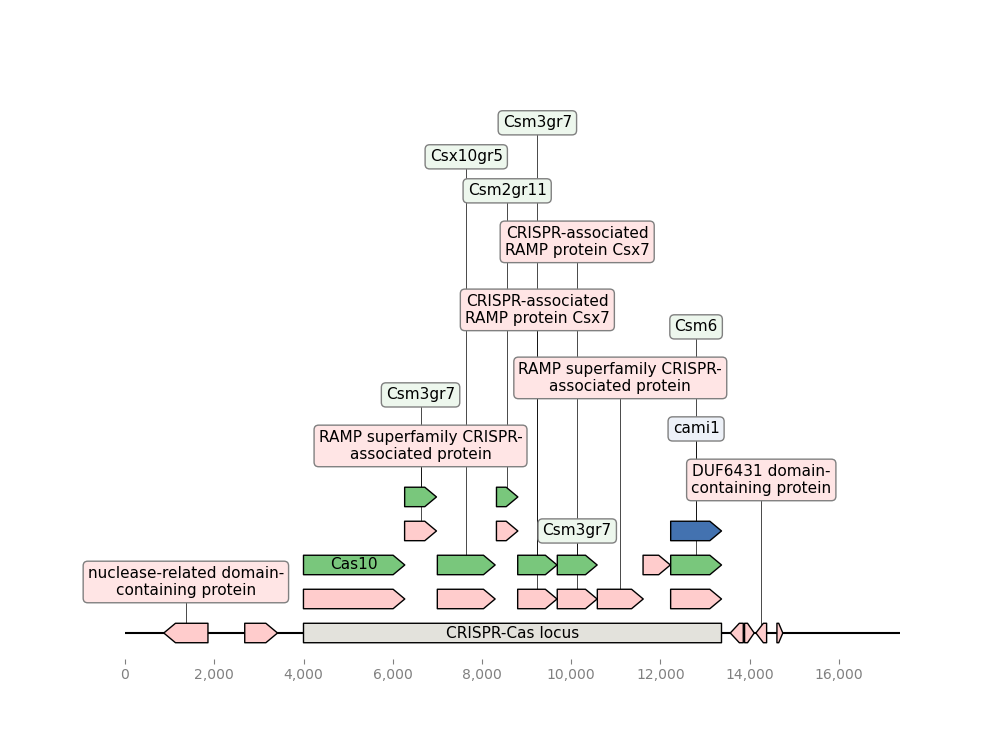 Csm3gr7
Csx10gr5
Csm2gr11
CRISPR-associated
RAMP protein Csx7
CRISPR-associated
RAMP protein Csx7
Csm6
RAMP superfamily CRISPR-
associated protein
Csm3gr7
cami1
RAMP superfamily CRISPR-
associated protein
DUF6431 domain-
containing protein
Csm3gr7
Cas10
nuclease-related domain-
containing protein
CRISPR-Cas locus
0 2,000 4,000 6,000 8,000 10,000 12,000 14,000 16,000